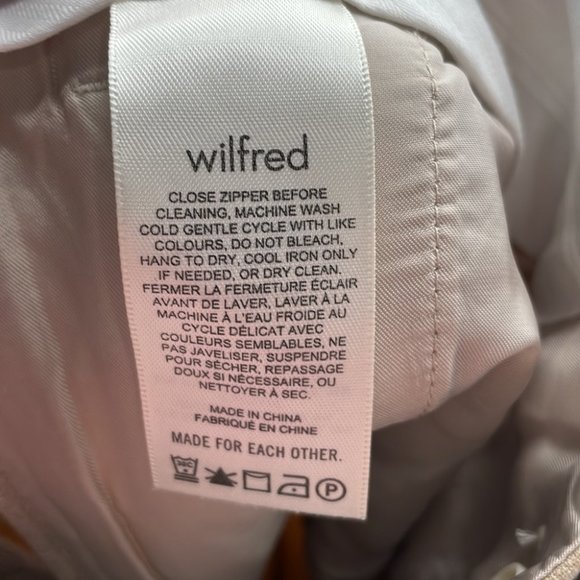 wilfred
CLOSE ZIPPER BEFORE
CLEANING, MACHINE WASH
COLD GENTLE CYCLE WITH LIKE
COLOURS, DO NOT BLEACH,
HANG TO DRY, COOL IRON ONLY
IF NEEDED, OR DRY CLEAN.
FERMER LA FERMETURE ÉCLAIR
AVANT DE LAVER, LAVER À LA
MACHINE À L'EAU FROIDE AU
CYCLE DÉLICAT AVEC
COULEURS SEMBLABLES, NE
PAS JAVELISER, SUSPENDRE
POUR SÉCHER, REPASSAGE
DOUX SI NÉCESSAIRE, OU
NETTOYER À SEC.
MADE IN CHINA
FABRIQUÉ EN CHINE
MADE FOR EACH OTHER.
30C P